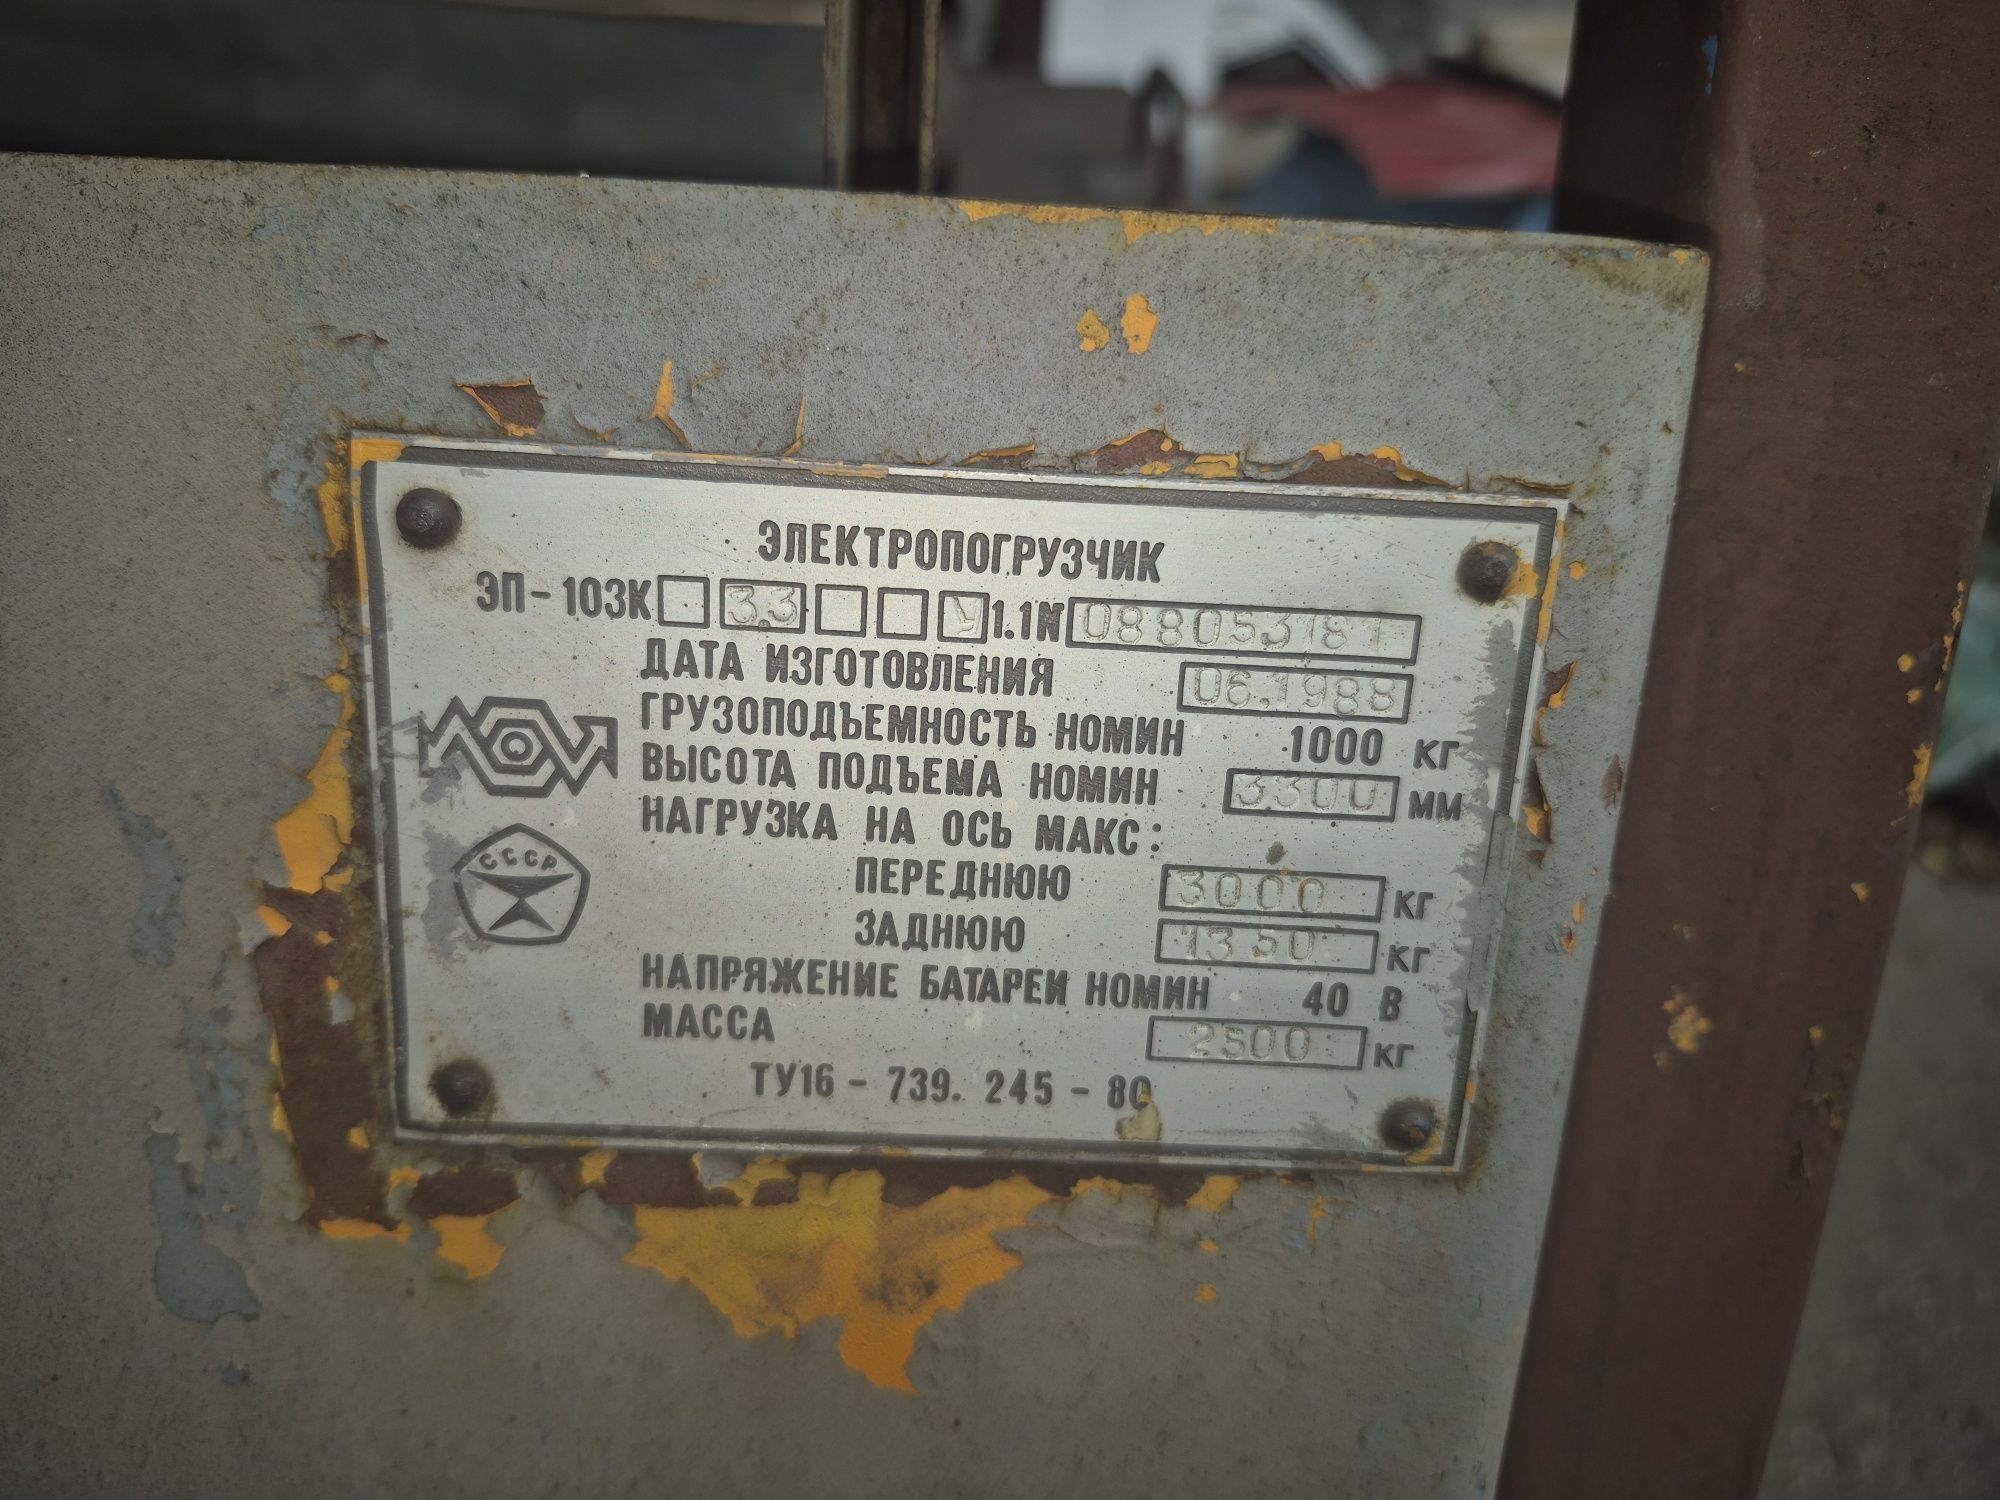 ЭЛЕКТРОПОГРУЗЧИК
ЭП-103К 3.3 У 1.1 N 088053181
ДАТА ИЗГОТОВЛЕНИЯ 06.1988
ГРУЗОПОДЪЕМНОСТЬ НОМИН 1000 КГ
ВЫСОТА ПОДЪЕМА НОМИН 3300 ММ
НАГРУЗКА НА ОСЬ МАКС:
ПЕРЕДНЮЮ 3000 КГ
ЗАДНЮЮ 1350 КГ
НАПРЯЖЕНИЕ БАТАРЕИ НОМИН 40 В
МАССА 2500 КГ
ТУ16-739.245-80
СССР